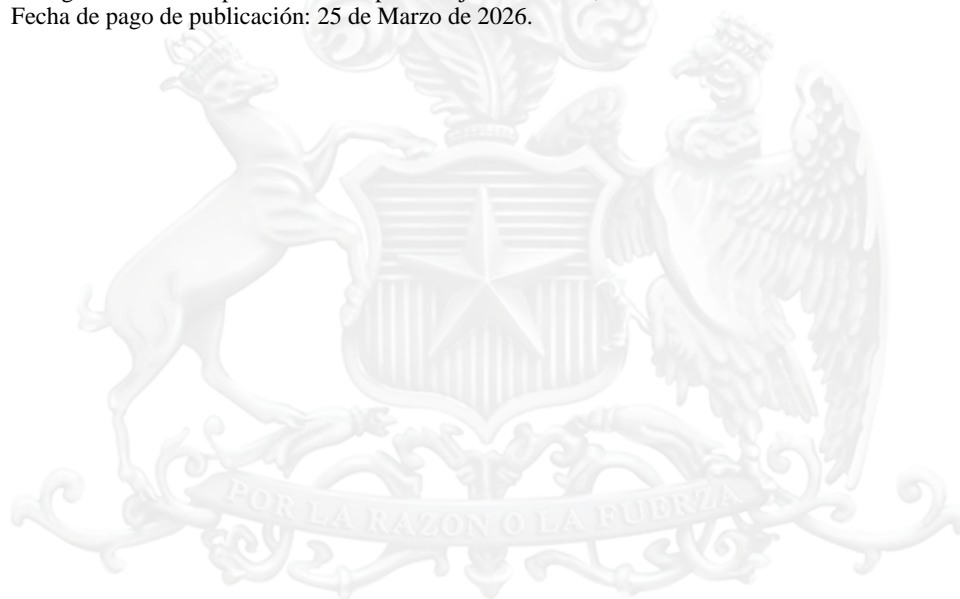 Fecha de pago de publicación: 25 de Marzo de 2026.
POR LA RAZON O LA FUERZA